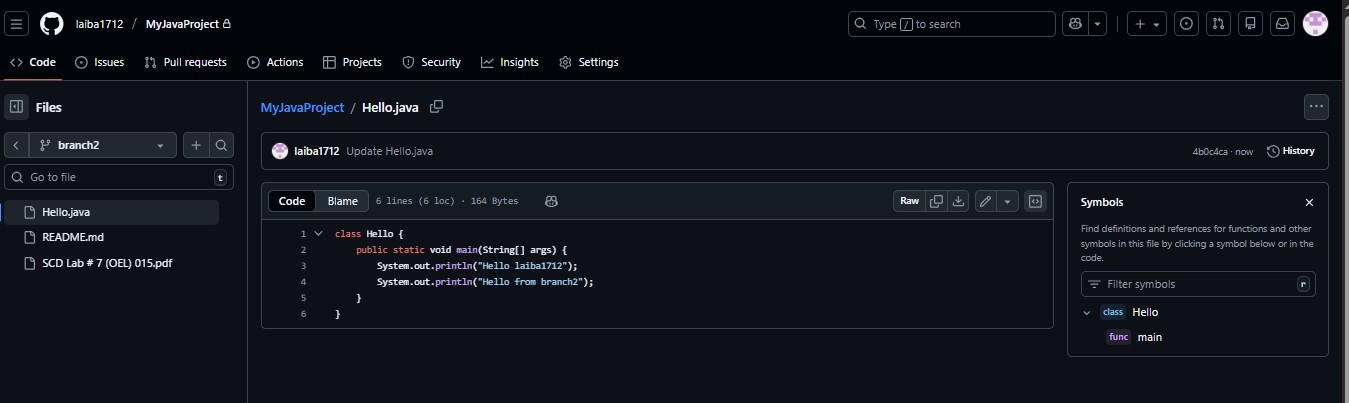 laiba1712 / MyJavaProject
Type / to search
Code Issues Pull requests Actions Projects Security Insights Settings
Files
branch2
Go to file t
Hello.java
README.md
SCD Lab # 7 (OEL) 015.pdf
MyJavaProject / Hello.java
laiba1712 Update Hello.java
4b0c4ca · now History
Code Blame 6 lines (6 loc) · 164 Bytes
Raw
1 class Hello {
2 public static void main(String[] args) {
3 System.out.println("Hello laiba1712");
4 System.out.println("Hello from branch2");
5 }
6 }
Symbols
Find definitions and references for functions and other
symbols in this file by clicking a symbol below or in the
code.
Filter symbols r
class Hello
func main